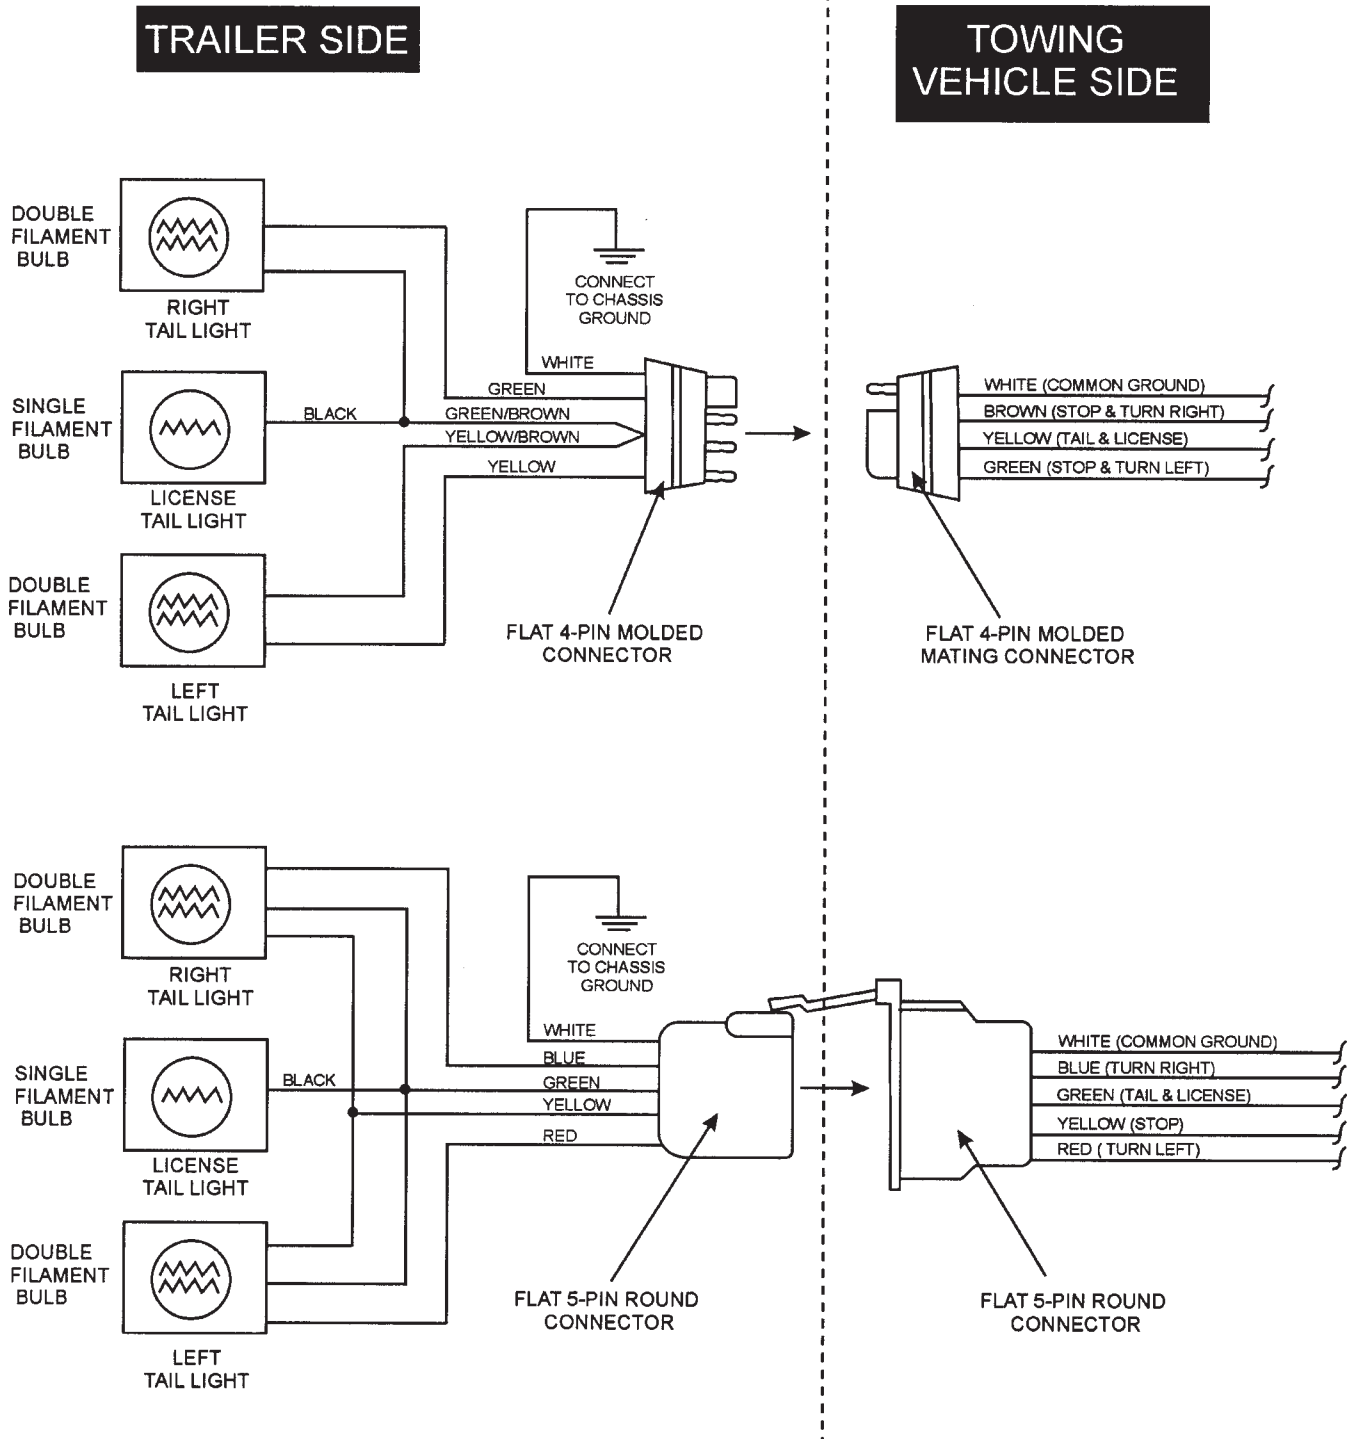 TRAILER SIDE
TOWING
VEHICLE SIDE
DOUBLE
FILAMENT
BULB
RIGHT
TAIL LIGHT
CONNECT
TO CHASSIS
GROUND
WHITE
GREEN
SINGLE
FILAMENT
BULB
BLACK
GREEN/BROWN
YELLOW/BROWN
YELLOW
LICENSE
TAIL LIGHT
WHITE (COMMON GROUND)
BROWN (STOP & TURN RIGHT)
YELLOW (TAIL & LICENSE)
GREEN (STOP & TURN LEFT)
DOUBLE
FILAMENT
BULB
LEFT
TAIL LIGHT
FLAT 4-PIN MOLDED
CONNECTOR
FLAT 4-PIN MOLDED
MATING CONNECTOR
DOUBLE
FILAMENT
BULB
RIGHT
TAIL LIGHT
CONNECT
TO CHASSIS
GROUND
WHITE
BLUE
SINGLE
FILAMENT
BULB
BLACK
GREEN
YELLOW
RED
LICENSE
TAIL LIGHT
WHITE (COMMON GROUND)
BLUE (TURN RIGHT)
GREEN (TAIL & LICENSE)
YELLOW (STOP)
RED ( TURN LEFT)
DOUBLE
FILAMENT
BULB
LEFT
TAIL LIGHT
FLAT 5-PIN ROUND
CONNECTOR
FLAT 5-PIN ROUND
CONNECTOR